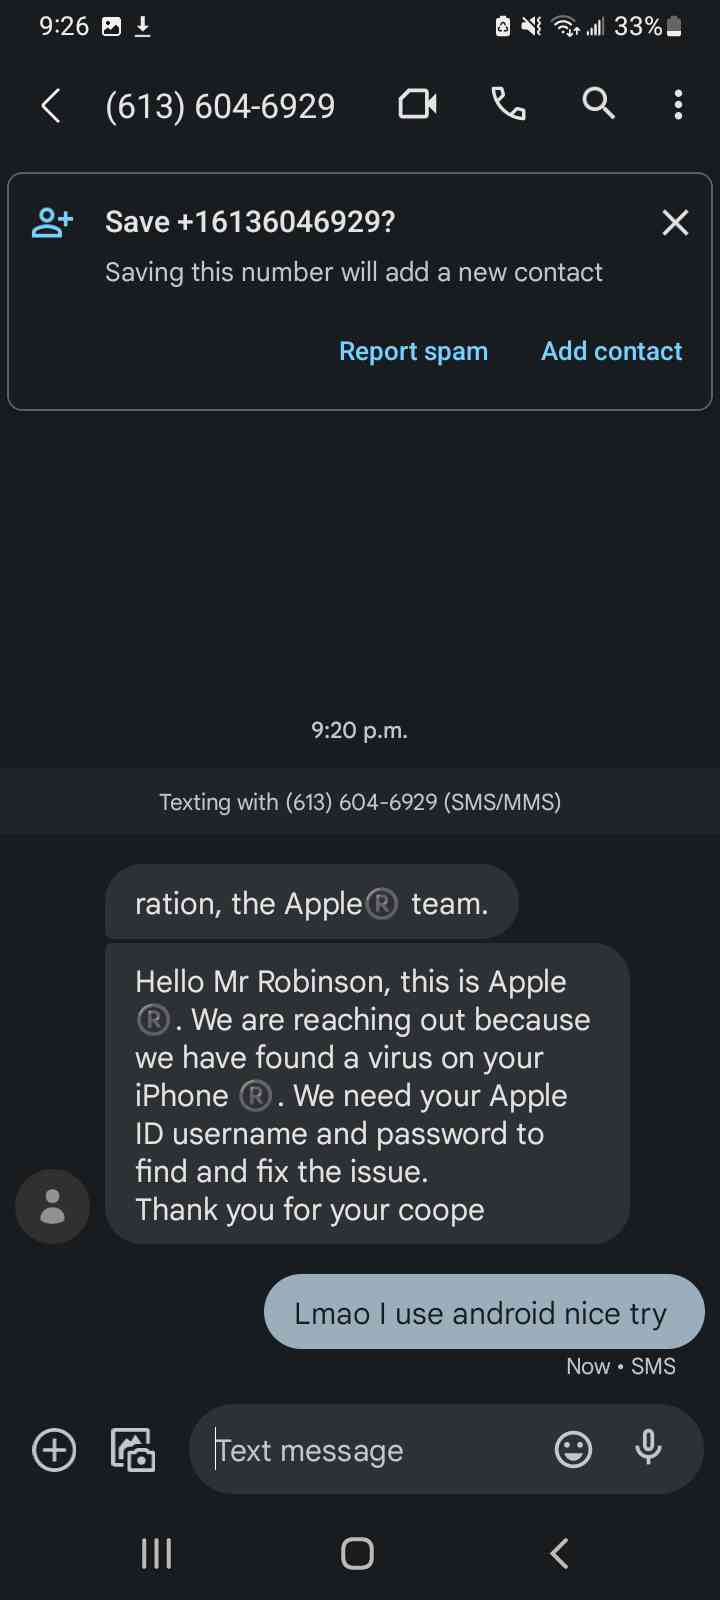 9:26 33%
(613) 604-6929
Save +16136046929?
Saving this number will add a new contact
Report spam Add contact
9:20 p.m.
Texting with (613) 604-6929 (SMS/MMS)
ration, the Apple®️ team.
Hello Mr Robinson, this is Apple
®️. We are reaching out because
we have found a virus on your
iPhone ®️. We need your Apple
ID username and password to
find and fix the issue.
Thank you for your coope
Lmao I use android nice try
Now • SMS
Text message